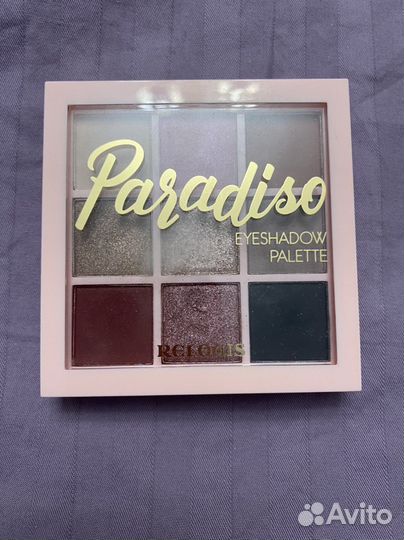 Paradiso
EYESHADOW
PALETTE
RELOUIS
Avito